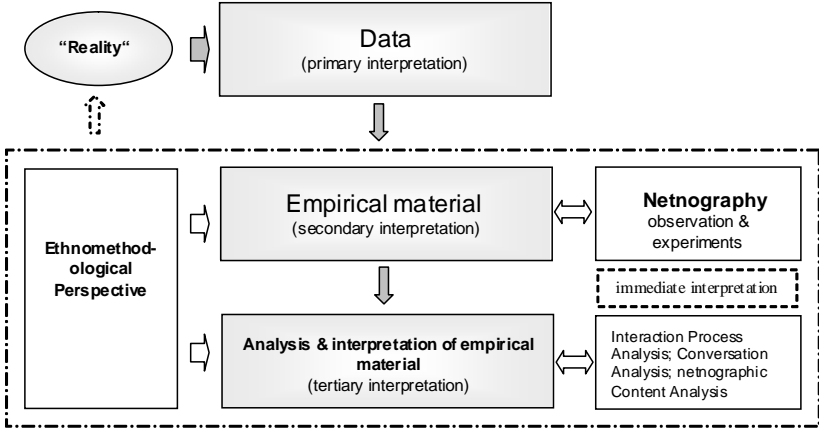 “Reality“
Data
(primary interpretation)
Empirical material
(secondary interpretation)
Netnography
observation &
experiments
Ethnomethod-
ological
Perspective
immediate interpretation
Analysis & interpretation of empirical
material
(tertiary interpretation)
Interaction Process
Analysis; Conversation
Analysis; netnographic
Content Analysis